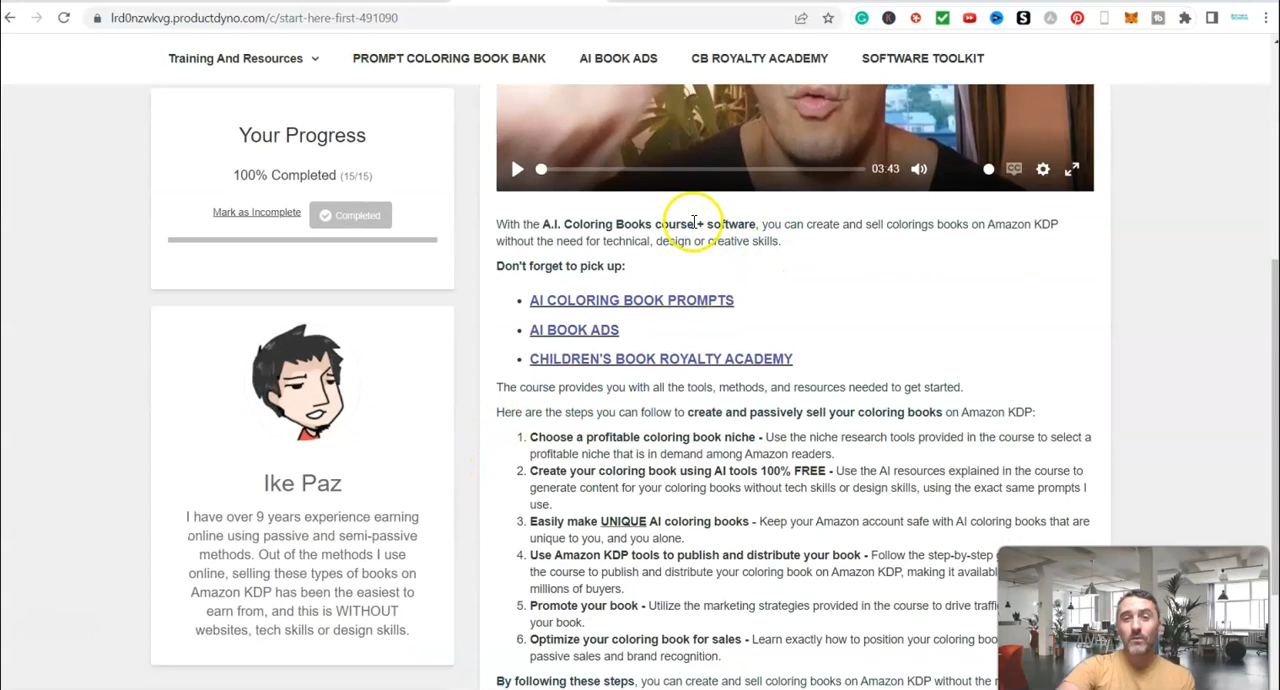 lrd0nzwkvg.productdyno.com/c/start-here-first-491090
Training And Resources
PROMPT COLORING BOOK BANK
AI BOOK ADS
CB ROYALTY ACADEMY
SOFTWARE TOOLKIT
Your Progress
100% Completed (15/15)
Mark as Incomplete
Completed
Ike Paz
I have over 9 years experience earning
online using passive and semi-passive
methods. Out of the methods I use
online, selling these types of books on
Amazon KDP has been the easiest to
earn from, and this is WITHOUT
websites, tech skills or design skills.
03:43
CC
With the A.I. Coloring Books course + software, you can create and sell colorings books on Amazon KDP
without the need for technical, design or creative skills.
Don't forget to pick up:
• AI COLORING BOOK PROMPTS
• AI BOOK ADS
• CHILDREN'S BOOK ROYALTY ACADEMY
The course provides you with all the tools, methods, and resources needed to get started.
Here are the steps you can follow to create and passively sell your coloring books on Amazon KDP:
1. Choose a profitable coloring book niche - Use the niche research tools provided in the course to select a
profitable niche that is in demand among Amazon readers.
2. Create your coloring book using AI tools 100% FREE - Use the AI resources explained in the course to
generate content for your coloring books without tech skills or design skills, using the exact same prompts I
use.
3. Easily make UNIQUE AI coloring books - Keep your Amazon account safe with AI coloring books that are
unique to you, and you alone.
4. Use Amazon KDP tools to publish and distribute your book - Follow the step-by-step
the course to publish and distribute your coloring book on Amazon KDP, making it availa
millions of buyers.
5. Promote your book - Utilize the marketing strategies provided in the course to drive traff
your book.
6. Optimize your coloring book for sales - Learn exactly how to position your coloring boo
passive sales and brand recognition.
By following these steps, you can create and sell coloring books on Amazon KDP without the n